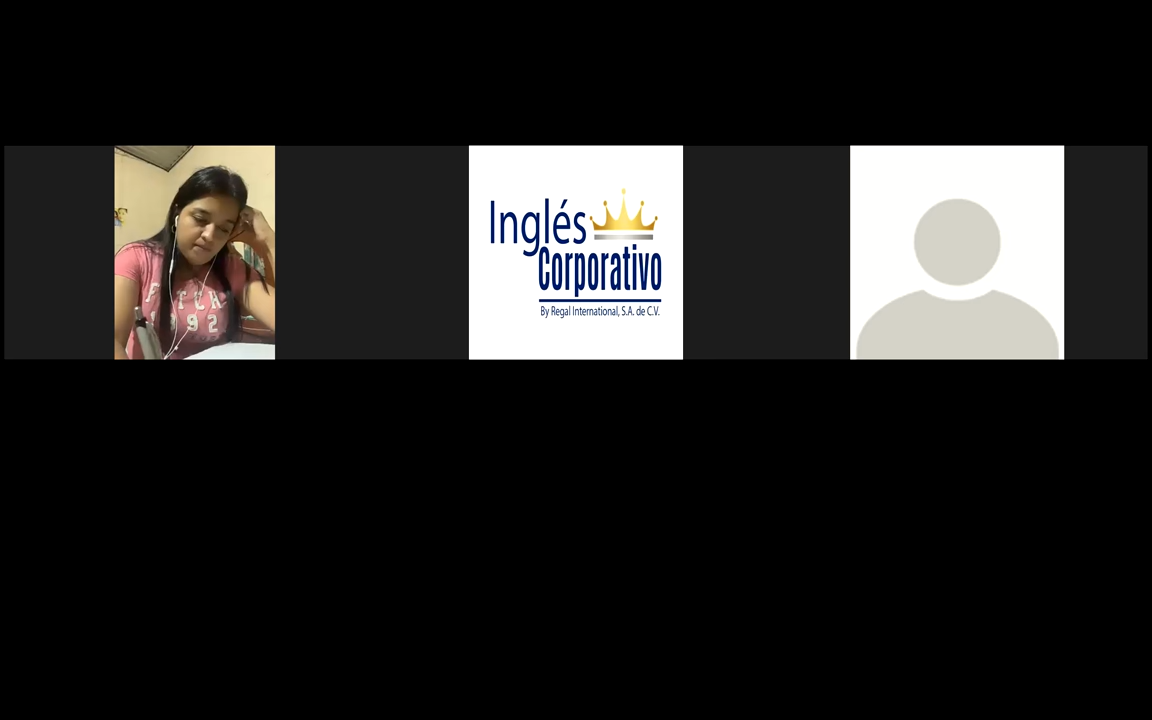 Inglés
Corporativo
By Regal International, S.A. de C.V.